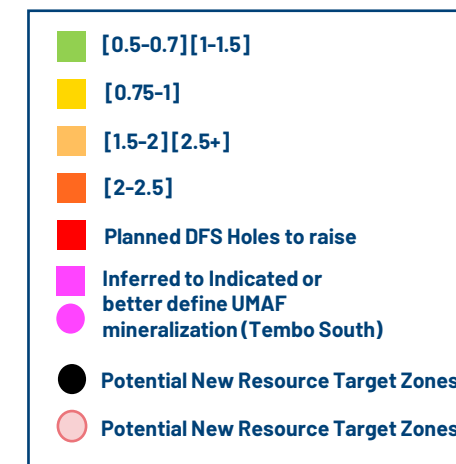 [0.5-0.7][1-1.5]
[0.75-1]
[1.5-2][2.5+]
[2-2.5]
Planned DFS Holes to raise
Inferred to Indicated or
better define UMAF
mineralization (Tembo South)
Potential New Resource Target Zones
Potential New Resource Target Zones